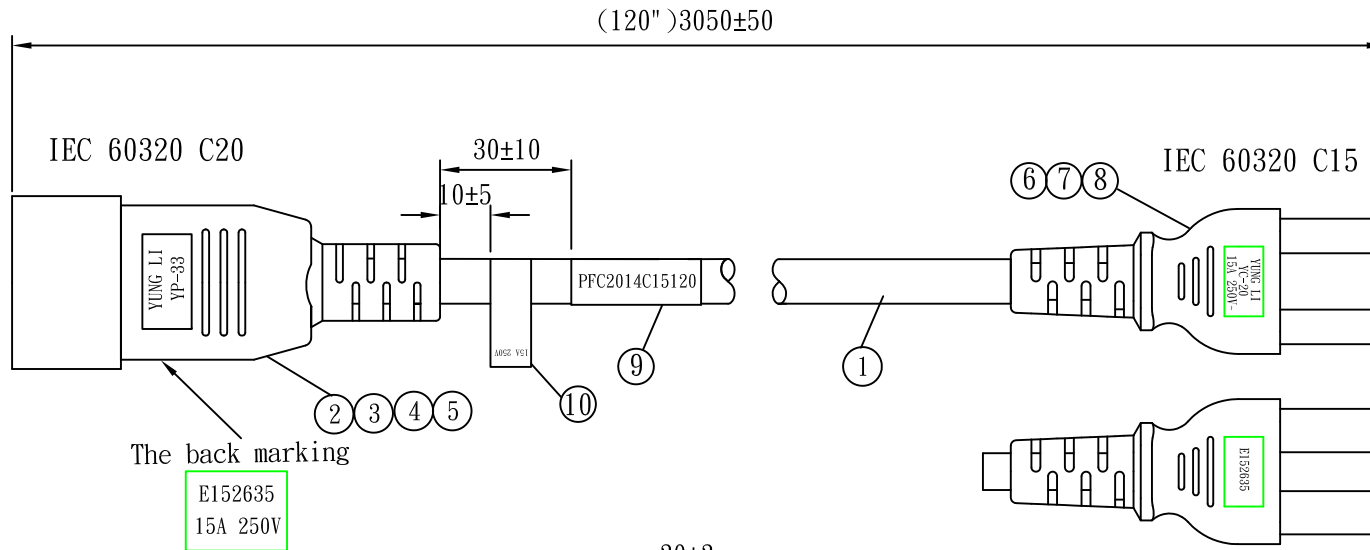 (120")3050±50
IEC 60320 C20
30±10
10±5
IEC 60320 C15
6 7 8
YUNG LI
YP-33
PFC2014C15120
15A 250V
YUNG LI
YC-20
15A 250V~
9
1
2 3 4 5
10
The back marking
E152635
15A 250V
E152635